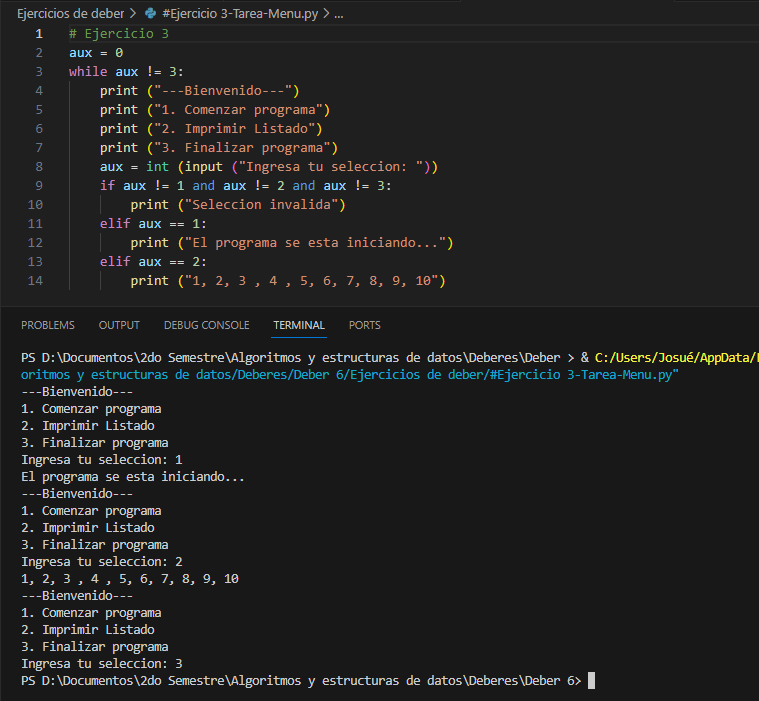 Ejercicios de deber > #Ejercicio 3-Tarea-Menu.py > ...
1 # Ejercicio 3
2 aux = 0
3 while aux != 3:
4     print ("---Bienvenido---")
5     print ("1. Comenzar programa")
6     print ("2. Imprimir Listado")
7     print ("3. Finalizar programa")
8     aux = int (input ("Ingresa tu seleccion: "))
9     if aux != 1 and aux != 2 and aux != 3:
10         print ("Seleccion invalida")
11     elif aux == 1:
12         print ("El programa se esta iniciando...")
13     elif aux == 2:
14         print ("1, 2, 3 , 4 , 5, 6, 7, 8, 9, 10")
PROBLEMS OUTPUT DEBUG CONSOLE TERMINAL PORTS
PS D:\Documentos\2do Semestre\Algoritmos y estructuras de datos\Deberes\Deber > & C:/Users/Josué/AppData/
oritmos y estructuras de datos/Deberes/Deber 6/Ejercicios de deber/#Ejercicio 3-Tarea-Menu.py"
---Bienvenido---
1. Comenzar programa
2. Imprimir Listado
3. Finalizar programa
Ingresa tu seleccion: 1
El programa se esta iniciando...
---Bienvenido---
1. Comenzar programa
2. Imprimir Listado
3. Finalizar programa
Ingresa tu seleccion: 2
1, 2, 3 , 4 , 5, 6, 7, 8, 9, 10
---Bienvenido---
1. Comenzar programa
2. Imprimir Listado
3. Finalizar programa
Ingresa tu seleccion: 3
PS D:\Documentos\2do Semestre\Algoritmos y estructuras de datos\Deberes\Deber 6>